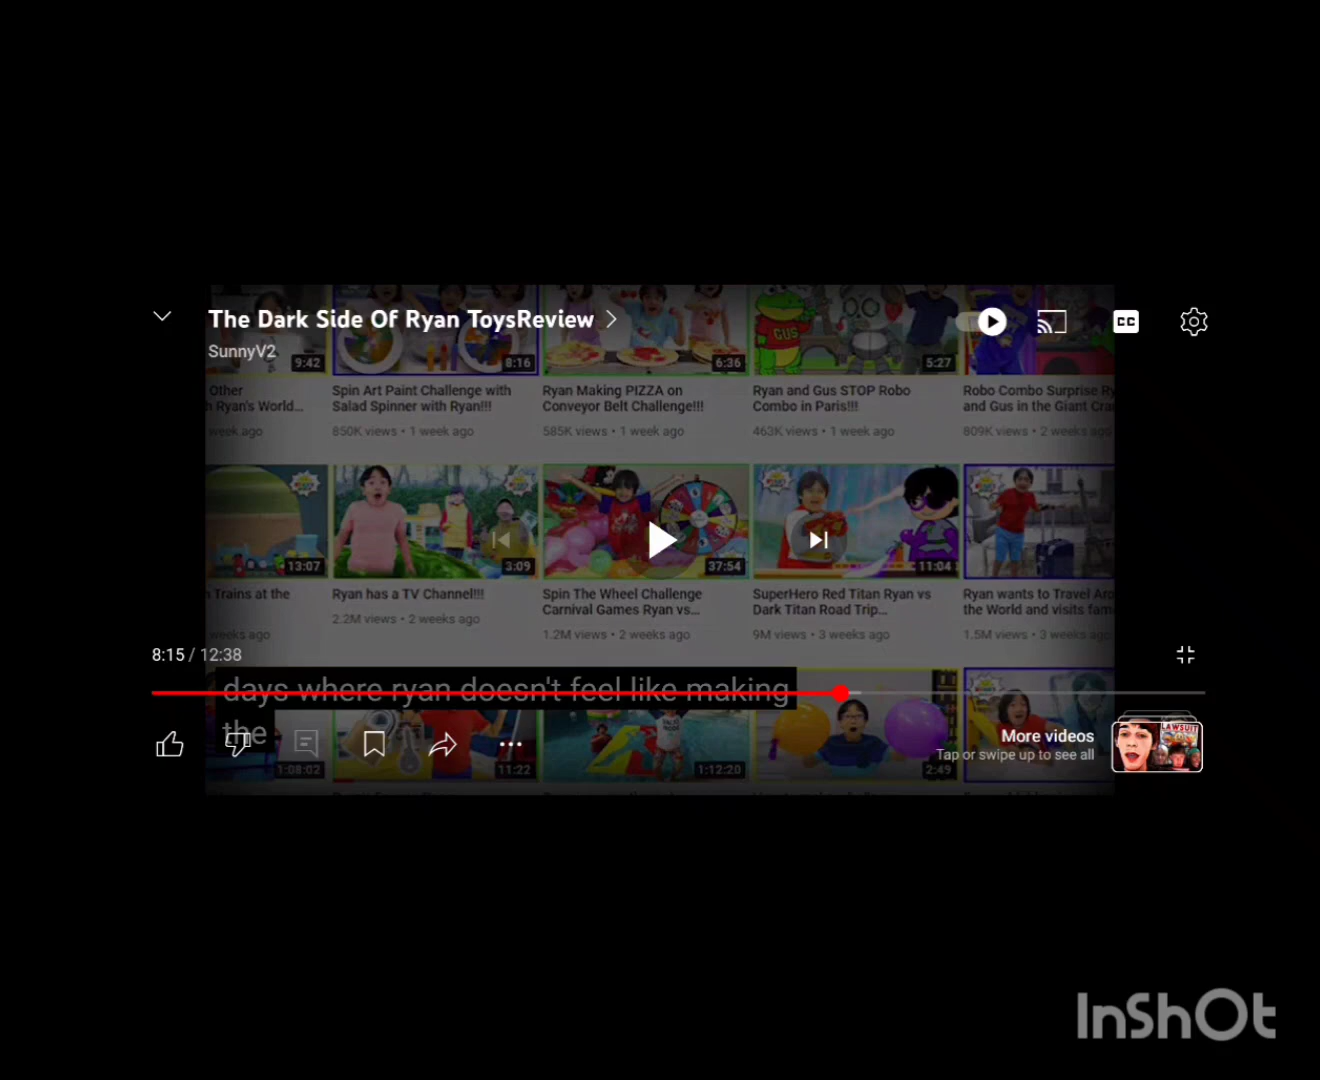 The Dark Side Of Ryan ToysReview
SunnyV2
CC
GUS
9:42
8:16
6:36
5:27
Other
h Ryan's World...
week ago
Spin Art Paint Challenge with
Salad Spinner with Ryan!!!
850K views • 1 week ago
Ryan Making PIZZA on
Conveyor Belt Challenge!!!
585K views • 1 week ago
Ryan and Gus STOP Robo
Combo in Paris!!!
463K views • 1 week ago
Robo Combo Surprise Ry
and Gus in the Giant Cra
809K views • 2 weeks ago
13:07
3:09
37:54
11:04
n Trains at the
weeks ago
Ryan has a TV Channel!!!
2.2M views • 2 weeks ago
Spin The Wheel Challenge
Carnival Games Ryan vs...
1.2M views • 2 weeks ago
SuperHero Red Titan Ryan vs
Dark Titan Road Trip...
9M views • 3 weeks ago
Ryan wants to Travel Aro
the World and visits fam
1.5M views • 3 weeks ago
8:15 / 12:38
days where ryan doesn't feel like making
the
1:08:02
11:22
1:12:20
2:49
More videos
Tap or swipe up to see all
LAWSUIT
InShOt